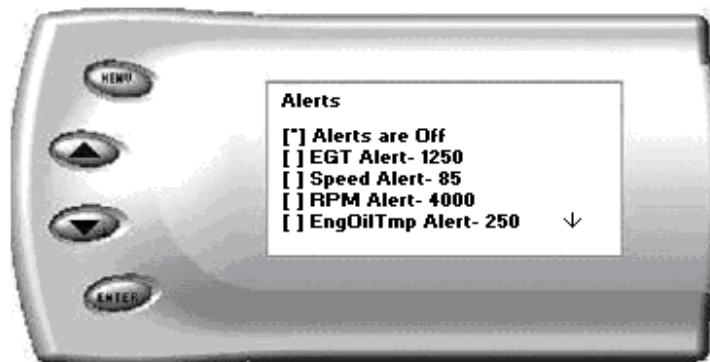 MENU
Alerts
[*] Alerts are Off
[ ] EGT Alert- 1250
[ ] Speed Alert- 85
[ ] RPM Alert- 4000
[ ] EngOilTmp Alert- 250
ENTER